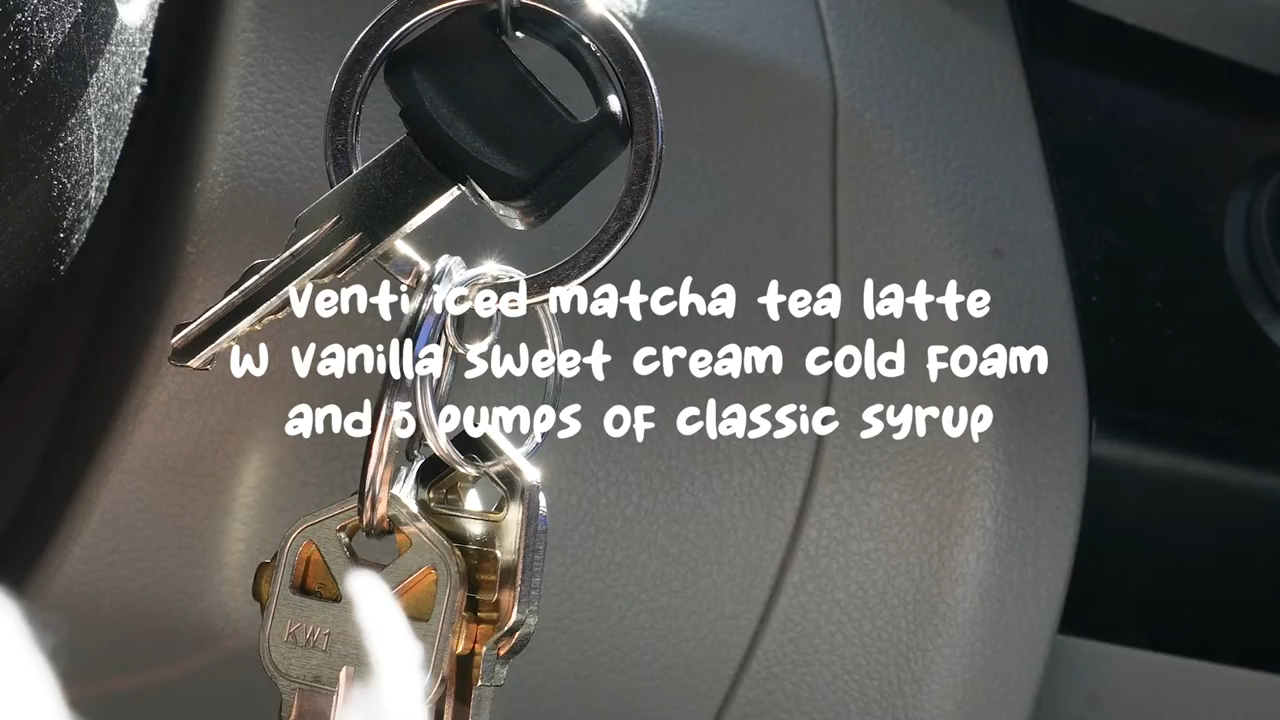 Venti iced matcha tea latte
w vanilla sweet cream cold foam
and 5 pumps of classic syrup
KW1